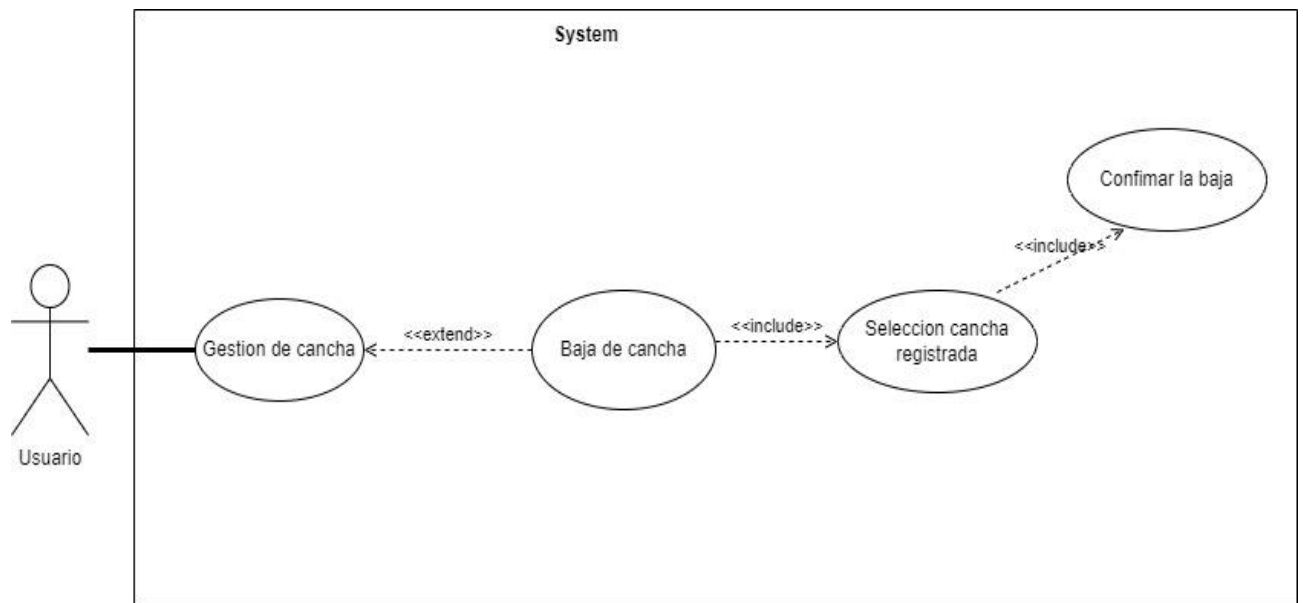 System
Confimar la baja
<<include>>
Gestion de cancha
<<extend>>
Baja de cancha
<<include>>
Seleccion cancha
registrada
Usuario